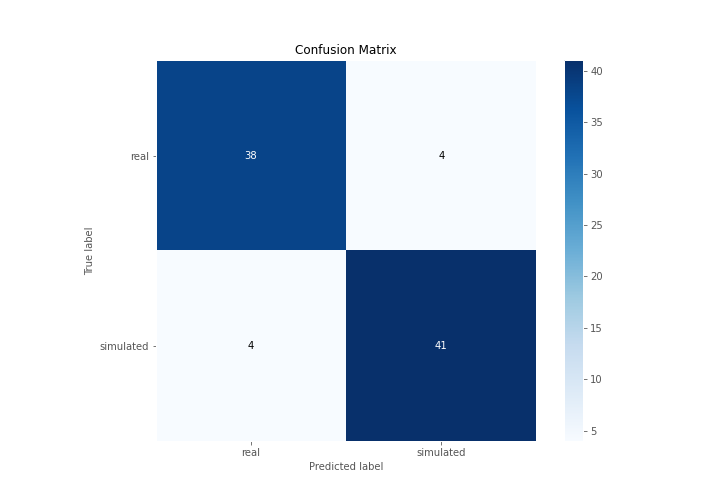 Confusion Matrix
True label
real
simulated
38
4
4
41
real
simulated
Predicted label
40
35
30
25
20
15
10
5